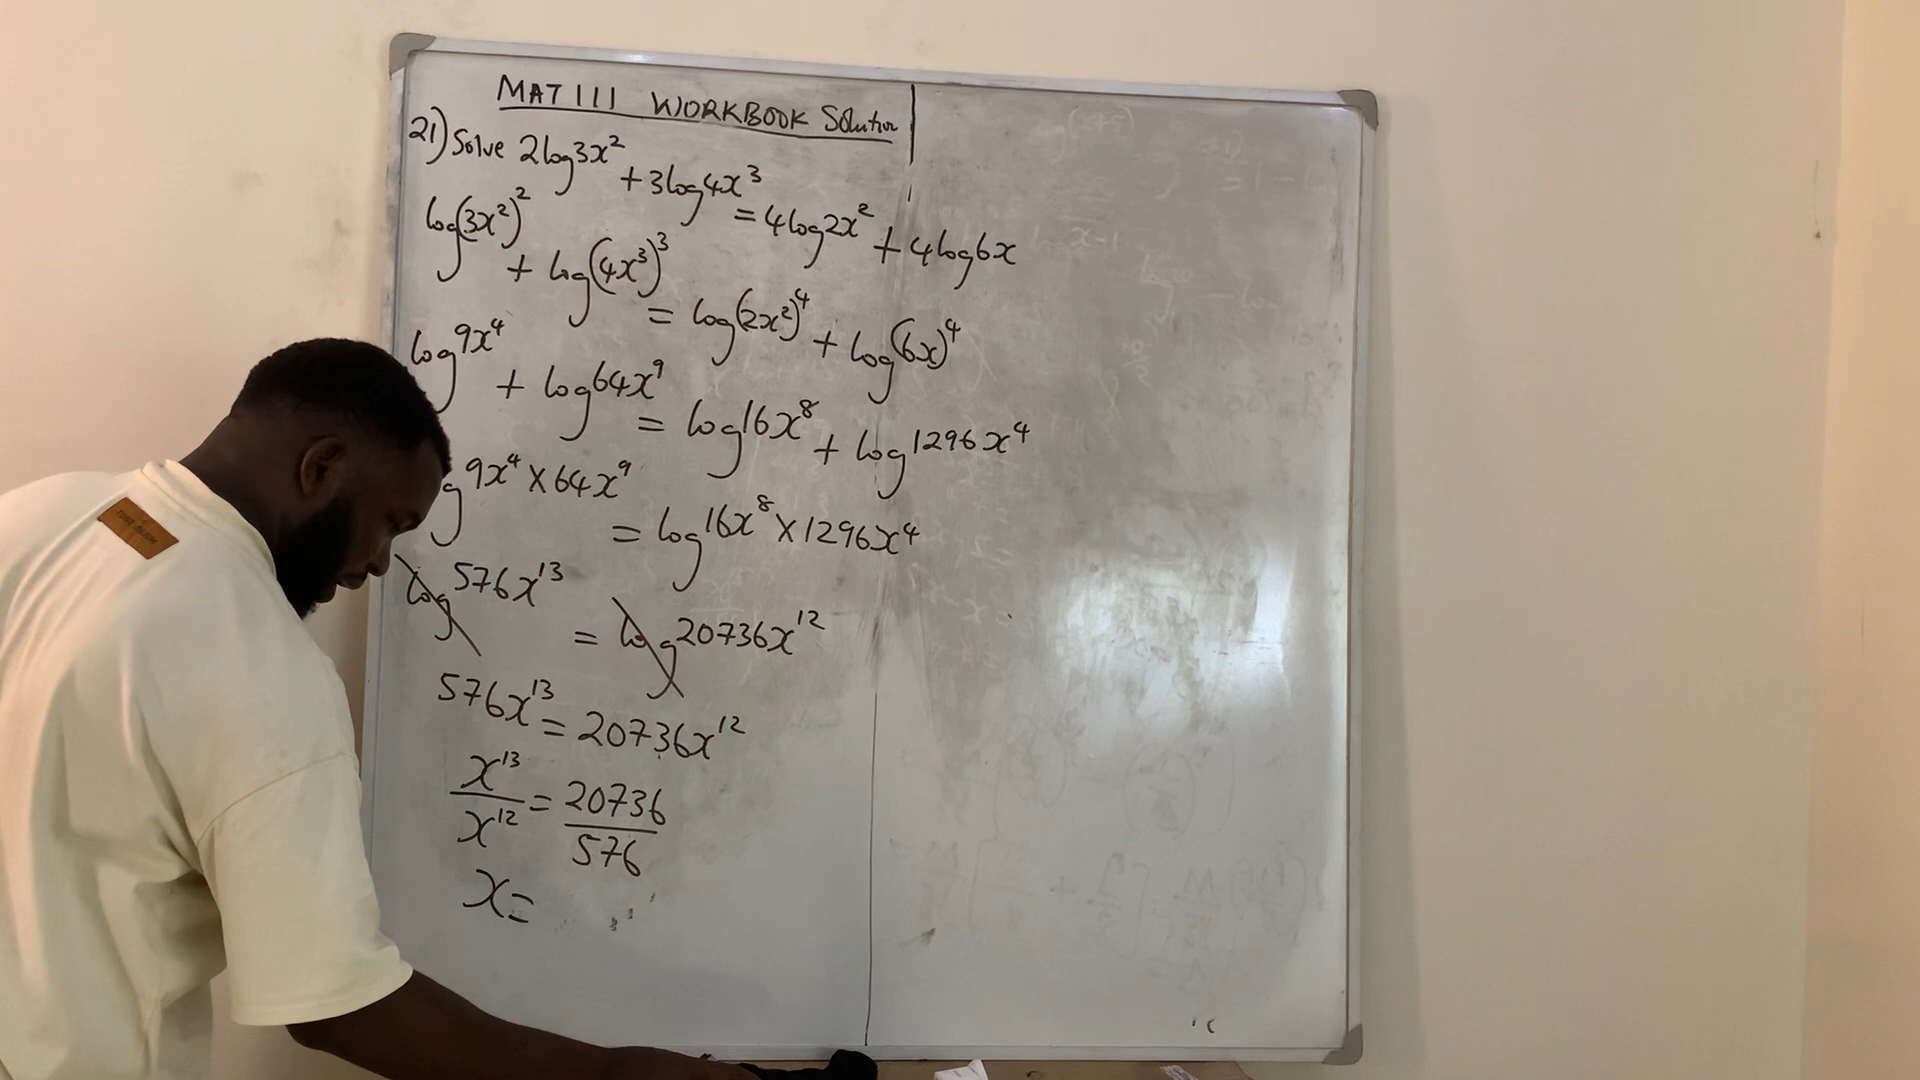 MAT 111 WORKBOOK Solution
21) Solve 2log3x² + 3log4x³ = 4log2x² + 4log6x
log(3x²)² + log(4x³)³ = log(2x²)⁴ + log(6x)⁴
log9x⁴ + log64x⁹ = log16x⁸ + log1296x⁴
g9x⁴ × 64x⁹ = log16x⁸ × 1296x⁴
log576x¹³ = log20736x¹²
576x¹³ = 20736x¹²
x¹³/x¹² = 20736/576
x =